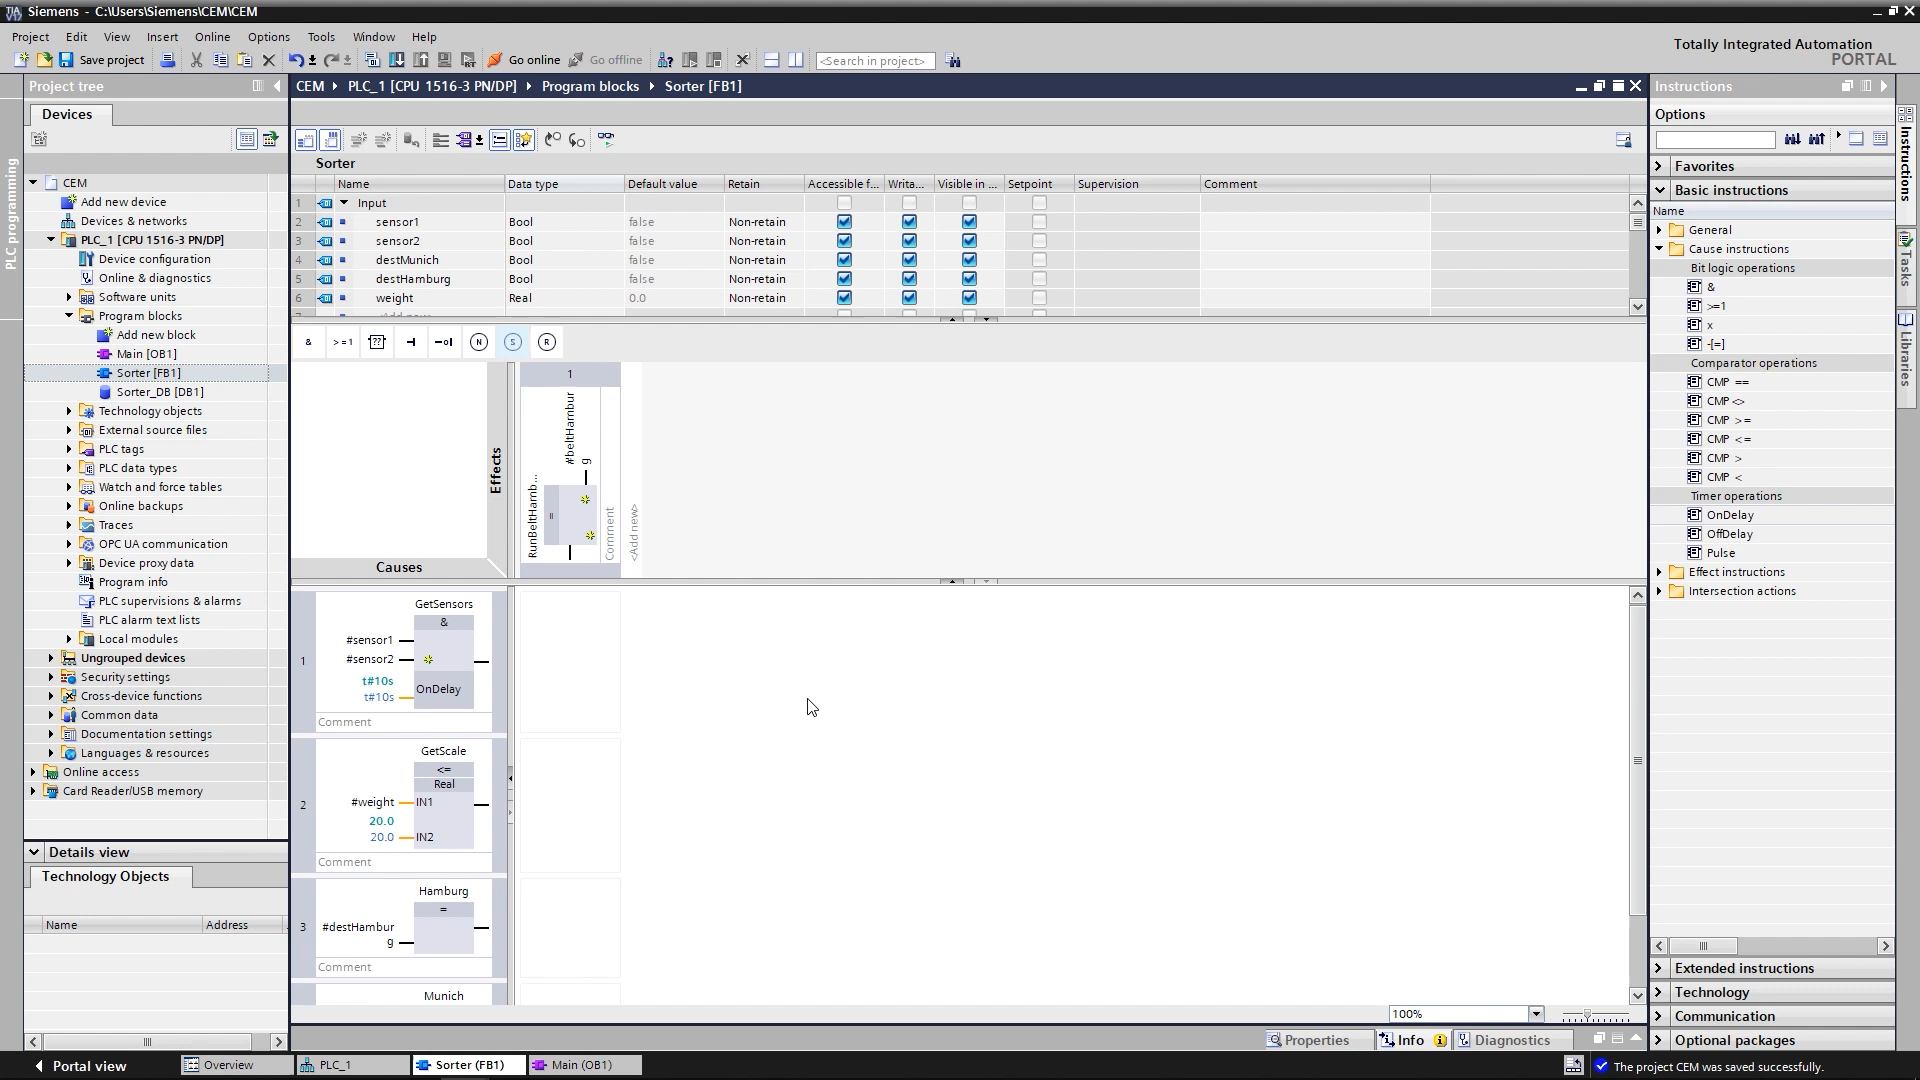 Siemens - C:\Users\Siemens\CEM\CEM
Project Edit View Insert Online Options Tools Window Help
Totally Integrated Automation
PORTAL
Save project Go online Go offline <Search in project>
Project tree
Devices
PLC programming
CEM
Add new device
Devices & networks
PLC_1 [CPU 1516-3 PN/DP]
Device configuration
Online & diagnostics
Software units
Program blocks
Add new block
Main [OB1]
Sorter [FB1]
Sorter_DB [DB1]
Technology objects
External source files
PLC tags
PLC data types
Watch and force tables
Online backups
Traces
OPC UA communication
Device proxy data
Program info
PLC supervisions & alarms
PLC alarm text lists
Local modules
Ungrouped devices
Security settings
Cross-device functions
Common data
Documentation settings
Languages & resources
Online access
Card Reader/USB memory
Details view
Technology Objects
Name Address
CEM PLC_1 [CPU 1516-3 PN/DP] Program blocks Sorter [FB1]
Sorter
Name Data type Default value Retain Accessible f... Writa... Visible in ... Setpoint Supervision Comment
1 Input
2 sensor1 Bool false Non-retain
3 sensor2 Bool false Non-retain
4 destMunich Bool false Non-retain
5 destHamburg Bool false Non-retain
6 weight Real 0.0 Non-retain
& >=1 ?? N S R
1
Effects
Causes
#beltHambur
g
RunBeltHamb...
=
Comment
<Add new>
1
GetSensors
&
#sensor1
#sensor2
t#10s
t#10s
OnDelay
Comment
2
GetScale
<=
Real
#weight IN1
20.0
20.0 IN2
Comment
3
Hamburg
=
#destHambur
g
Comment
Munich
100%
Properties Info Diagnostics
Instructions
Options
Favorites
Basic instructions
Name
General
Cause instructions
Bit logic operations
&
>=1
x
-[=]
Comparator operations
CMP ==
CMP <>
CMP >=
CMP <=
CMP >
CMP <
Timer operations
OnDelay
OffDelay
Pulse
Effect instructions
Intersection actions
Extended instructions
Technology
Communication
Optional packages
Instructions
Tasks
Libraries
Portal view Overview PLC_1 Sorter (FB1) Main (OB1) The project CEM was saved successfully.